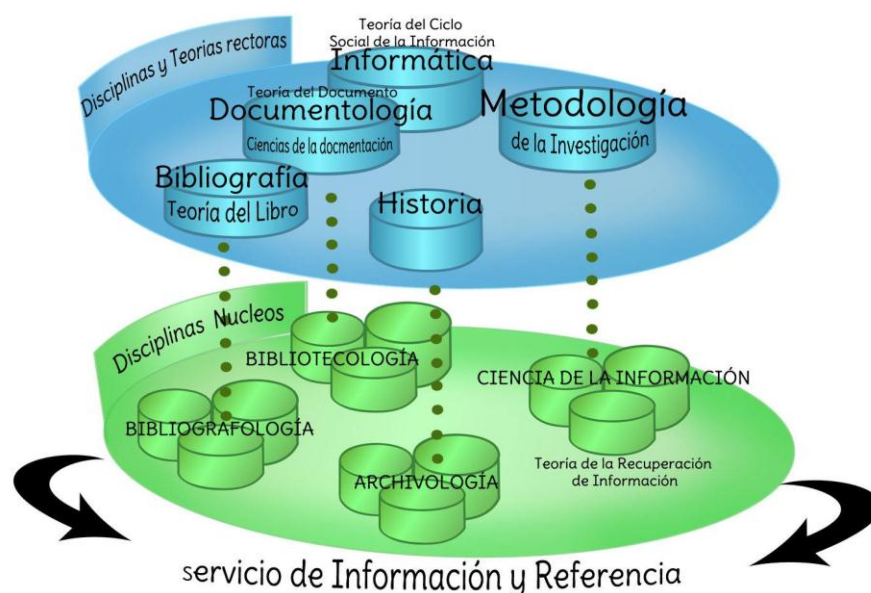 Disciplinas y Teorias rectoras
Teoría del Ciclo
Social de la Información
Informática
Teoría del Documento
Documentología
Ciencias de la docmentación
Metodología
de la Investigación
Bibliografía
Teoría del Libro
Historia
Disciplinas Nucleos
BIBLIOTECOLOGÍA
CIENCIA DE LA INFORMACIÓN
BIBLIOGRAFOLOGÍA
Teoría de la Recuperación
de Información
ARCHIVOLOGÍA
servicio de Información y Referencia